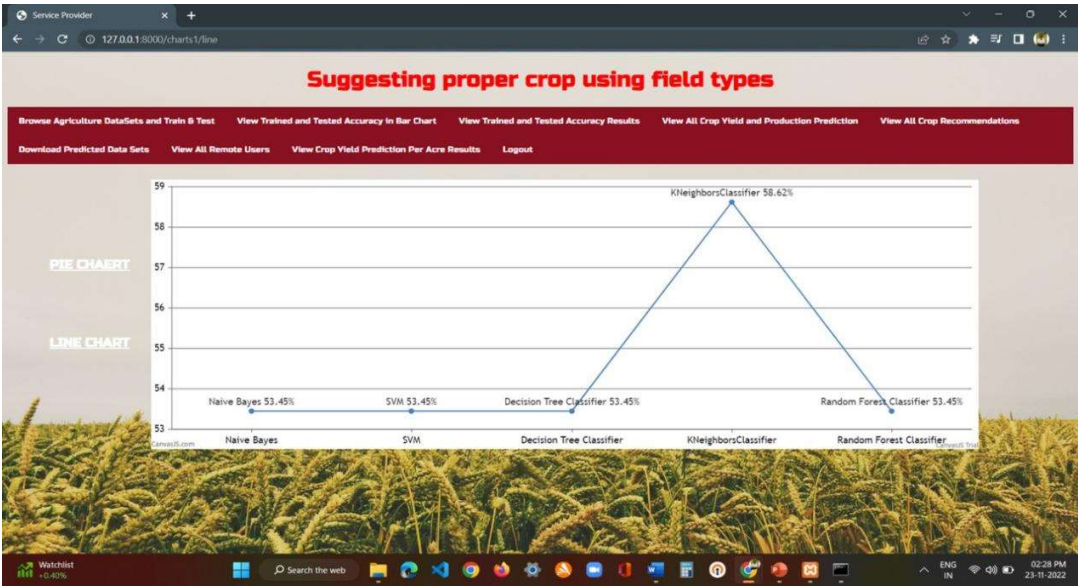 Service Provider
127.0.0.1:8000/charts1/line
Suggesting proper crop using field types
Browse Agriculture DataSets and Train & Test View Trained and Tested Accuracy in Bar Chart View Trained and Tested Accuracy Results View All Crop Yield and Production Prediction View All Crop Recommendations
Download Predicted Data Sets View All Remote Users View Crop Yield Prediction Per Acre Results Logout
PIE CHAERT
LINE CHART
59
58
57
56
55
54
53
KNeighborsClassifier 58.62%
Naive Bayes 53.45% SVM 53.45% Decision Tree Classifier 53.45% Random Forest Classifier 53.45%
Naive Bayes SVM Decision Tree Classifier KNeighborsClassifier Random Forest Classifier
CanvasJS.com CanvasJS Trial
Watchlist
+0.40%
Search the web
ENG
IN
02:28 PM
23-11-2022